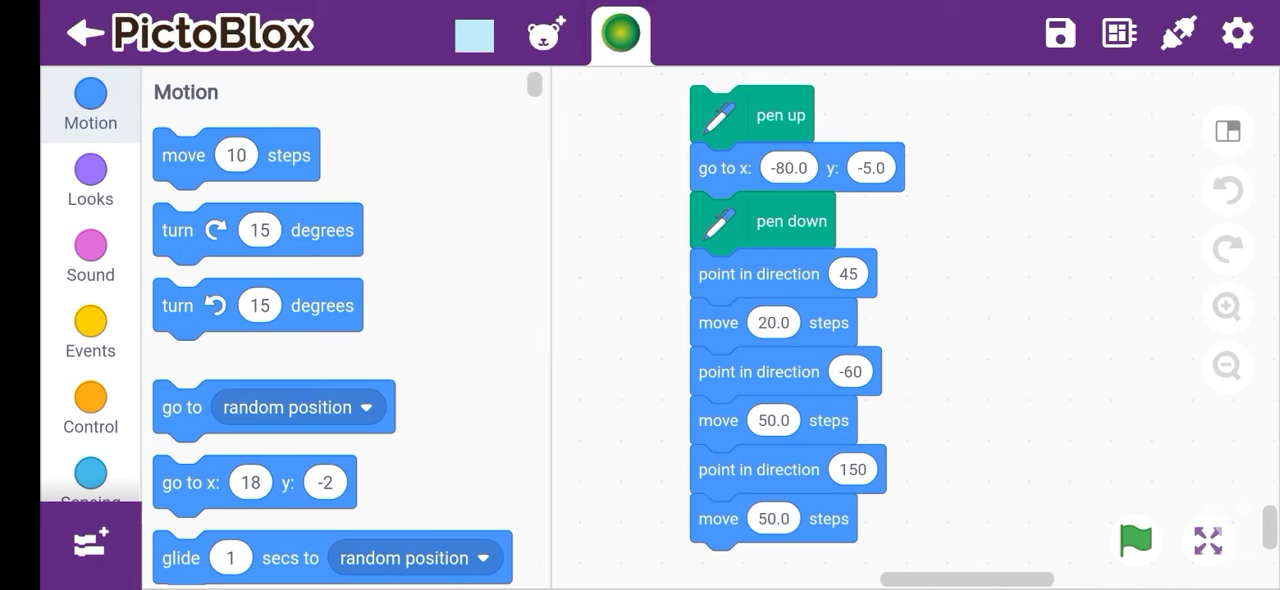 PictoBlox
Motion
Looks
Sound
Events
Control
Sensing
Motion
move 10 steps
turn 15 degrees
turn 15 degrees
go to random position
go to x: 18 y: -2
glide 1 secs to random position
pen up
go to x: -80.0 y: -5.0
pen down
point in direction 45
move 20.0 steps
point in direction -60
move 50.0 steps
point in direction 150
move 50.0 steps